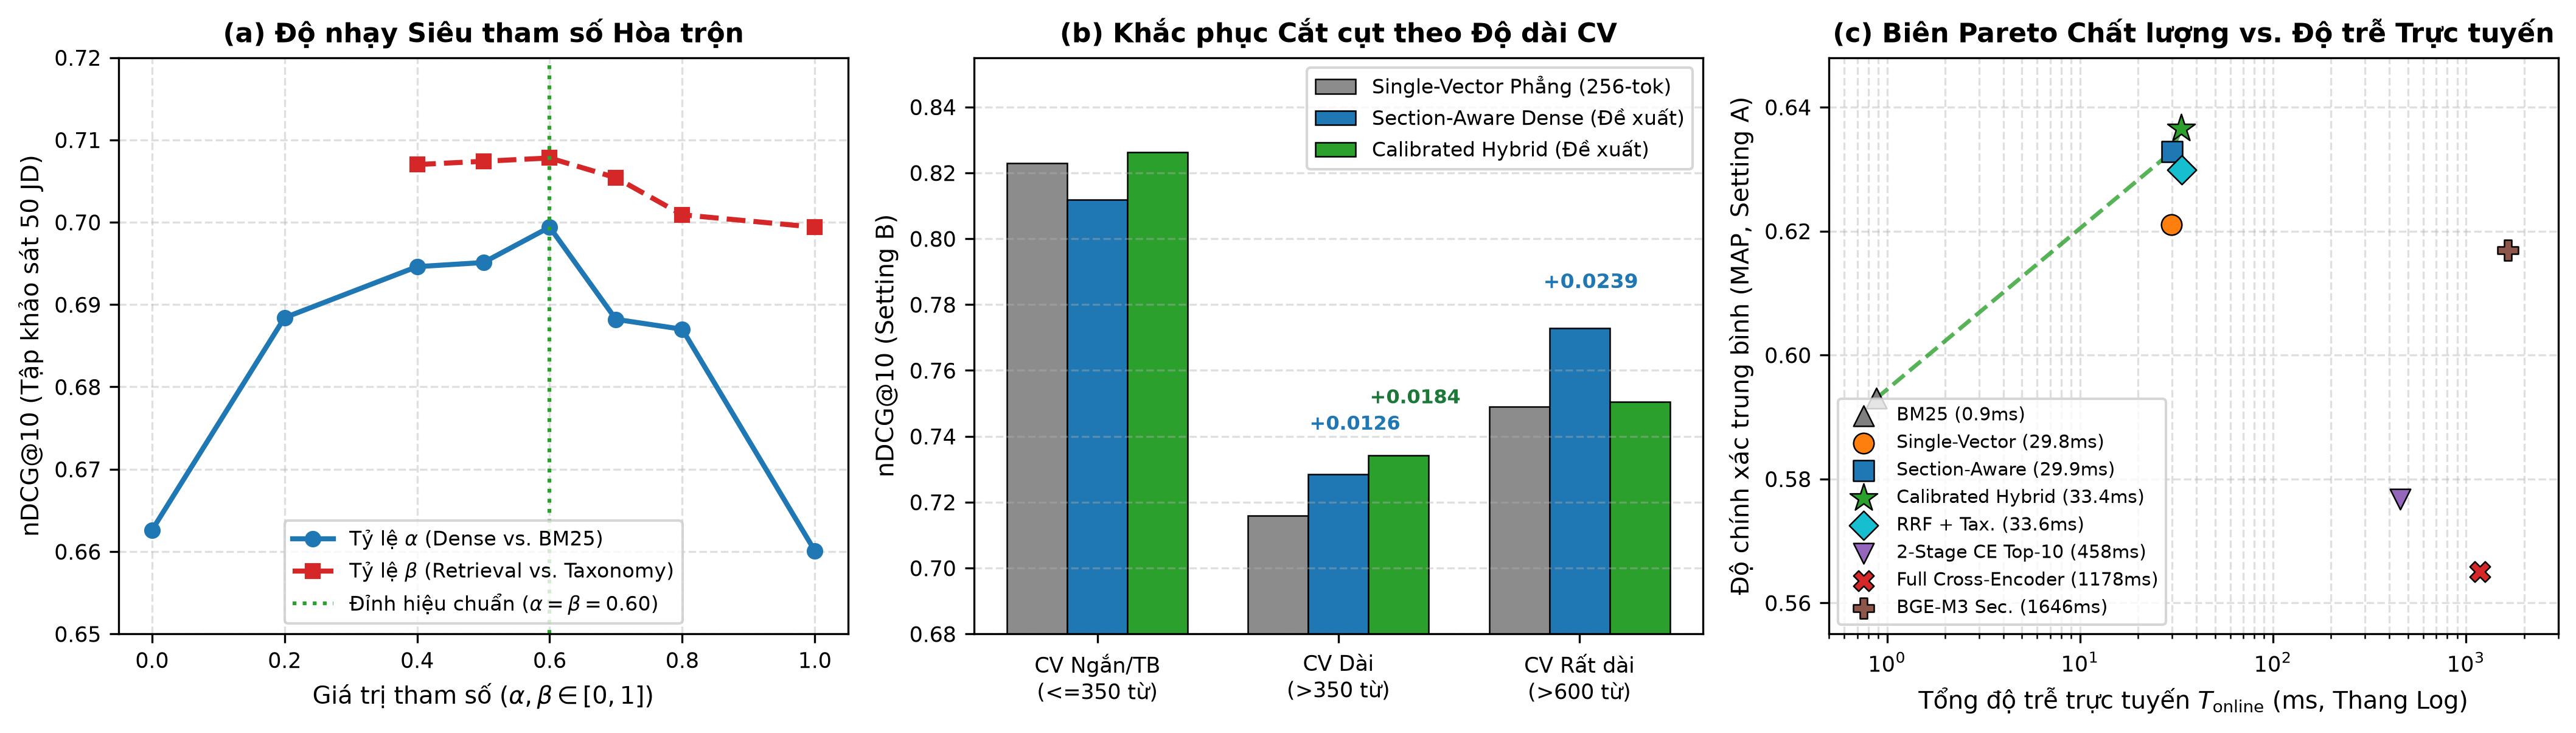 (a) Độ nhạy Siêu tham số Hòa trộn
nDCG@10 (Tập khảo sát 50 JD)
0.72
0.71
0.70
0.69
0.68
0.67
0.66
0.65
Tỷ lệ α (Dense vs. BM25)
Tỷ lệ β (Retrieval vs. Taxonomy)
Đỉnh hiệu chuẩn (α = β = 0.60)
0.0 0.2 0.4 0.6 0.8 1.0
Giá trị tham số (α, β ∈ [0, 1])
(b) Khắc phục Cắt cụt theo Độ dài CV
nDCG@10 (Setting B)
0.84
0.82
0.80
0.78
0.76
0.74
0.72
0.70
0.68
Single-Vector Phẳng (256-tok)
Section-Aware Dense (Đề xuất)
Calibrated Hybrid (Đề xuất)
+0.0239
+0.0184
+0.0126
CV Ngắn/TB
(<=350 từ)
CV Dài
(>350 từ)
CV Rất dài
(>600 từ)
(c) Biên Pareto Chất lượng vs. Độ trễ Trực tuyến
Độ chính xác trung bình (MAP, Setting A)
0.64
0.62
0.60
0.58
0.56
BM25 (0.9ms)
Single-Vector (29.8ms)
Section-Aware (29.9ms)
Calibrated Hybrid (33.4ms)
RRF + Tax. (33.6ms)
2-Stage CE Top-10 (458ms)
Full Cross-Encoder (1178ms)
BGE-M3 Sec. (1646ms)
10⁰ 10¹ 10² 10³
Tổng độ trễ trực tuyến T_online (ms, Thang Log)